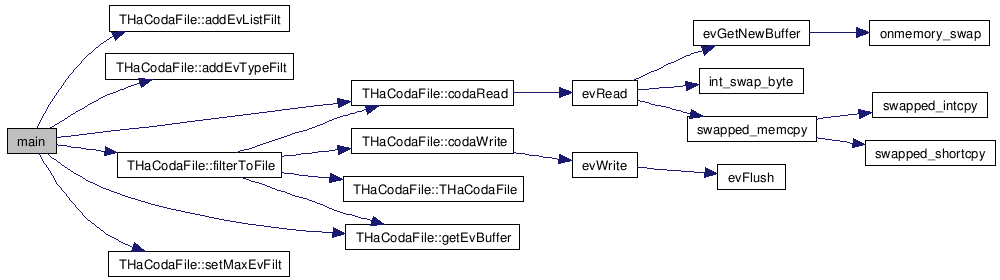 main
THaCodaFile::addEvListFilt
THaCodaFile::addEvTypeFilt
THaCodaFile::filterToFile
THaCodaFile::setMaxEvFilt
THaCodaFile::codaRead
THaCodaFile::codaWrite
THaCodaFile::THaCodaFile
THaCodaFile::getEvBuffer
evRead
evWrite
evGetNewBuffer
int_swap_byte
swapped_memcpy
evFlush
onmemory_swap
swapped_intcpy
swapped_shortcpy